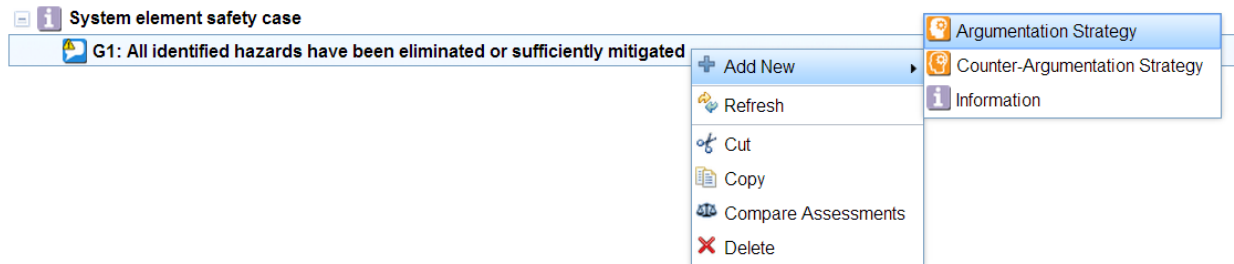 System element safety case
G1: All identified hazards have been eliminated or sufficiently mitigated
Add New
Refresh
Cut
Copy
Compare Assessments
Delete
Argumentation Strategy
Counter-Argumentation Strategy
Information